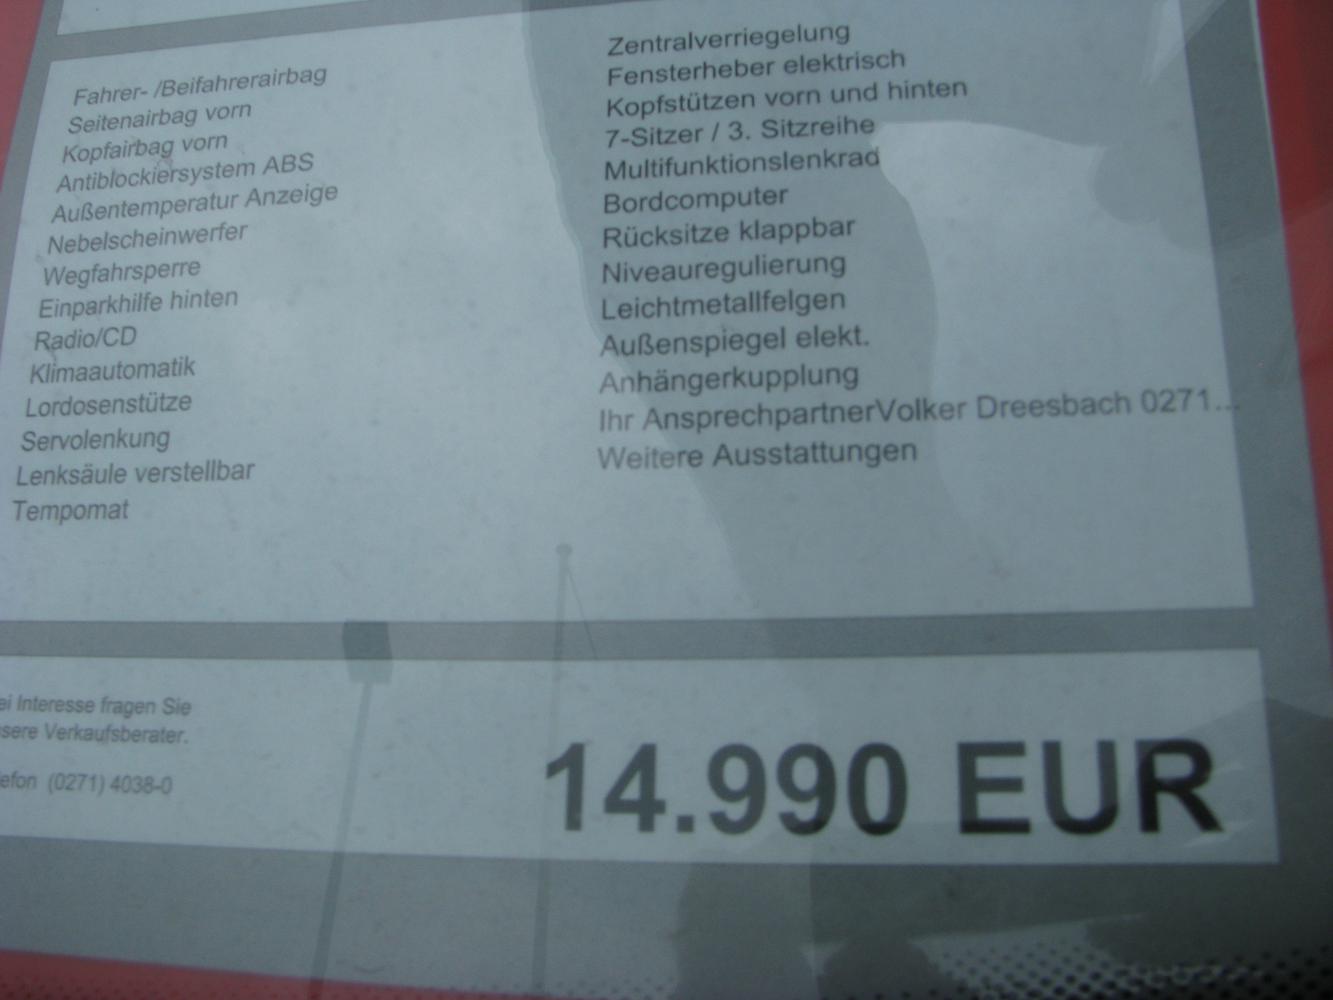 Fahrer- /Beifahrerairbag
Seitenairbag vorn
Kopfairbag vorn
Antiblockiersystem ABS
Außentemperatur Anzeige
Nebelscheinwerfer
Wegfahrsperre
Einparkhilfe hinten
Radio/CD
Klimaautomatik
Lordosenstütze
Servolenkung
Lenksäule verstellbar
Tempomat
Zentralverriegelung
Fensterheber elektrisch
Kopfstützen vorn und hinten
7-Sitzer / 3. Sitzreihe
Multifunktionslenkrad
Bordcomputer
Rücksitze klappbar
Niveauregulierung
Leichtmetallfelgen
Außenspiegel elekt.
Anhängerkupplung
Ihr AnsprechpartnerVolker Dreesbach 0271...
Weitere Ausstattungen
ei Interesse fragen Sie
sere Verkaufsberater.
efon (0271) 4038-0
14.990 EUR